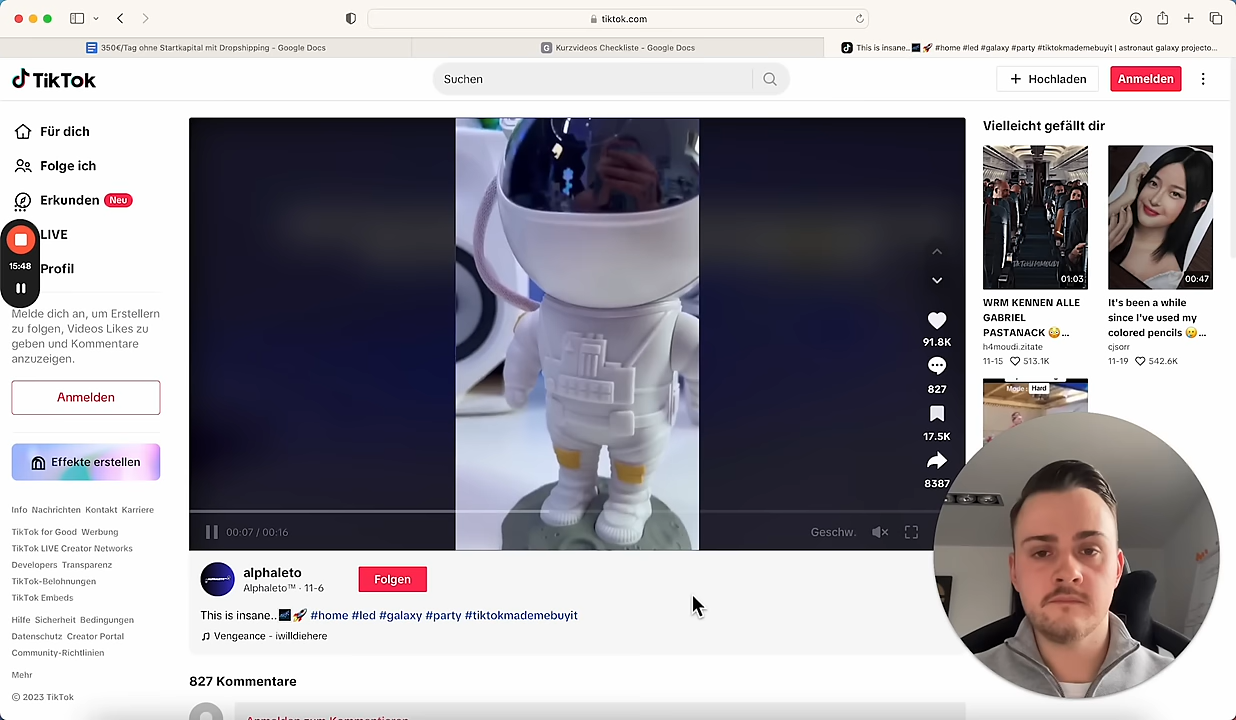 tiktok.com
350€/Tag ohne Startkapital mit Dropshipping - Google Docs
Kurzvideos Checkliste - Google Docs
This is insane.. #home #led #galaxy #party #tiktokmademebuyit | astronaut galaxy projecto...
TikTok
Suchen
Hochladen
Anmelden
Für dich
Folge ich
Erkunden Neu
LIVE
15:48
Profil
Melde dich an, um Erstellern
zu folgen, Videos Likes zu
geben und Kommentare
anzuzeigen.
Anmelden
Effekte erstellen
Info Nachrichten Kontakt Karriere
TikTok for Good Werbung
TikTok LIVE Creator Networks
Developers Transparenz
TikTok-Belohnungen
TikTok Embeds
Hilfe Sicherheit Bedingungen
Datenschutz Creator Portal
Community-Richtlinien
Mehr
© 2023 TikTok
91.8K
827
17.5K
8387
00:07 / 00:16
Geschw.
alphaleto
Alphaleto™ · 11-6
Folgen
This is insane.. 🌌🚀 #home #led #galaxy #party #tiktokmademebuyit
Vengeance - iwilldiehere
827 Kommentare
Anmelden zum Kommentieren
Vielleicht gefällt dir
01:03
WRM KENNEN ALLE
GABRIEL
PASTANACK 😳...
h4moudi.zitate
11-15 513.1K
00:47
It's been a while
since I've used my
colored pencils 🥲...
cjsorr
11-19 542.6K
Mode: Hard